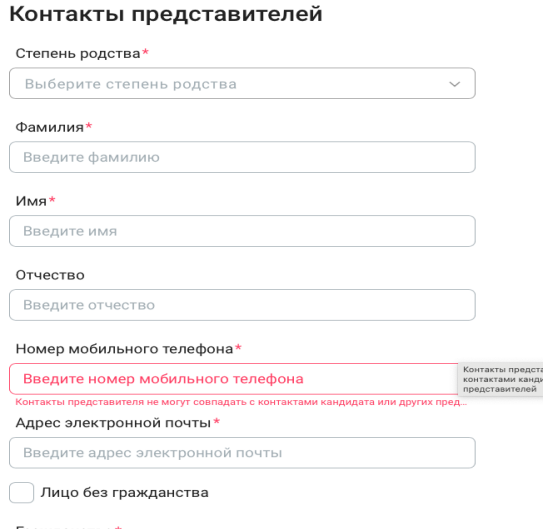 Контакты представителей
Степень родства*
Выберите степень родства
Фамилия*
Введите фамилию
Имя*
Введите имя
Отчество
Введите отчество
Номер мобильного телефона*
Введите номер мобильного телефона
Контакты предста
контактами канди
представителей
Контакты представителя не могут совпадать с контактами кандидата или других пред...
Адрес электронной почты*
Введите адрес электронной почты
Лицо без гражданства